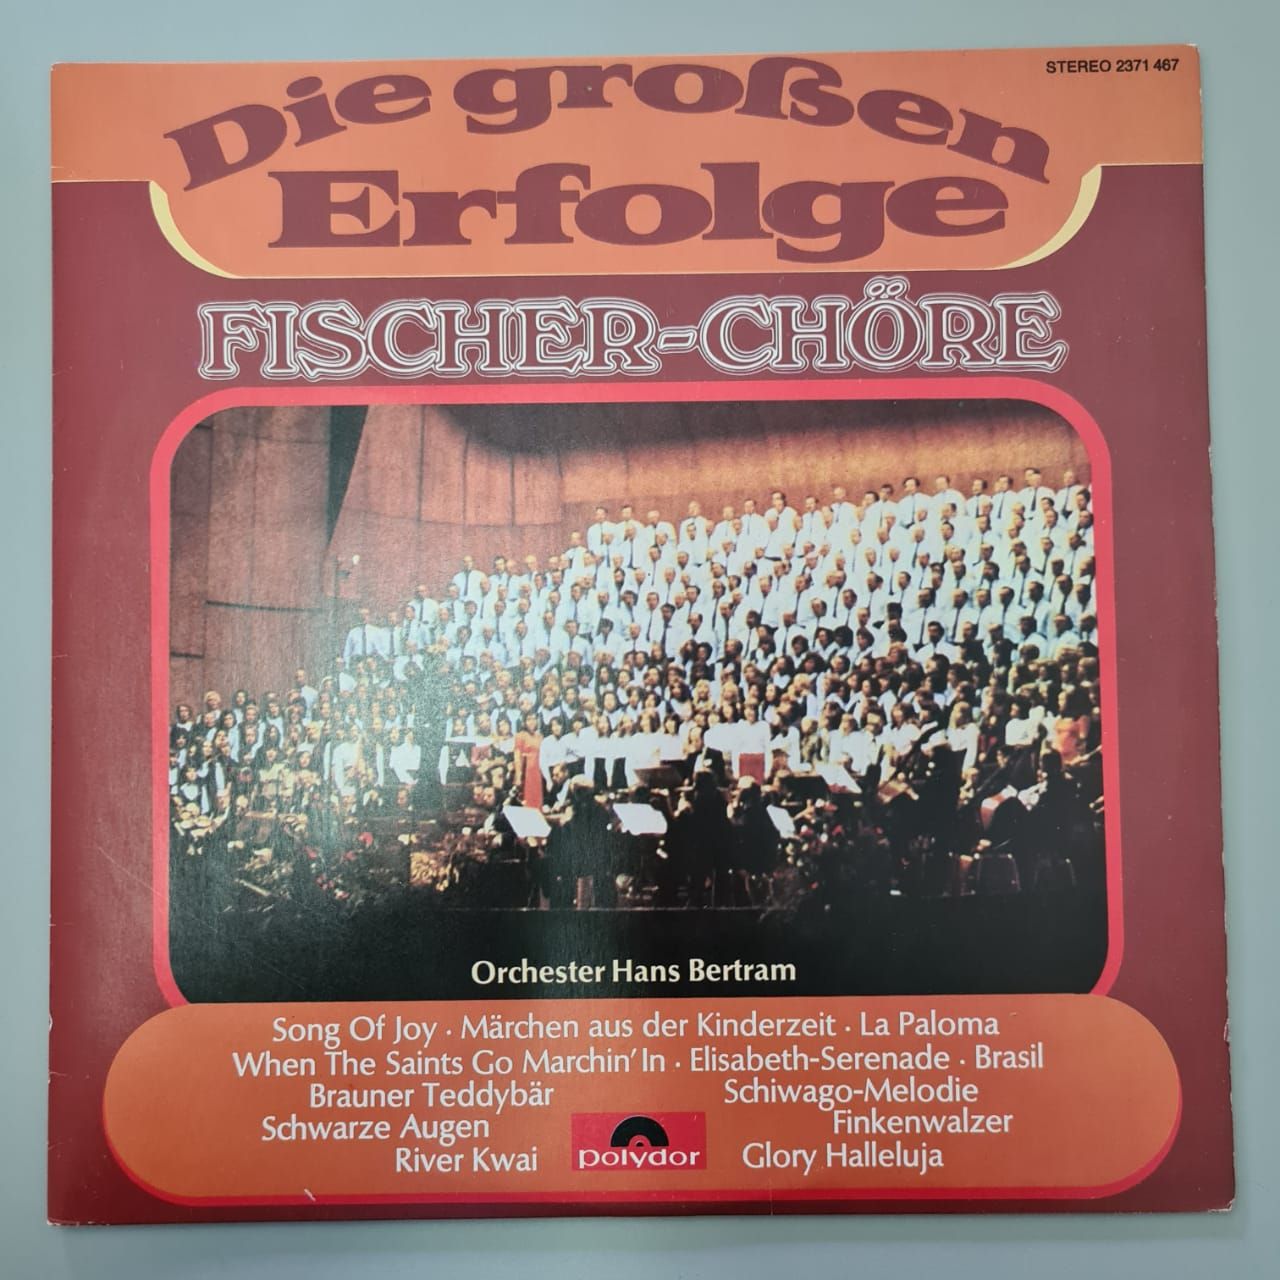 STEREO 2371 467
Die großen
Erfolge
FISCHER-CHÖRE
Orchester Hans Bertram
Song Of Joy · Märchen aus der Kinderzeit · La Paloma
When The Saints Go Marchin' In · Elisabeth-Serenade · Brasil
Brauner Teddybär Schiwago-Melodie
Schwarze Augen Finkenwalzer
River Kwai polydor Glory Halleluja